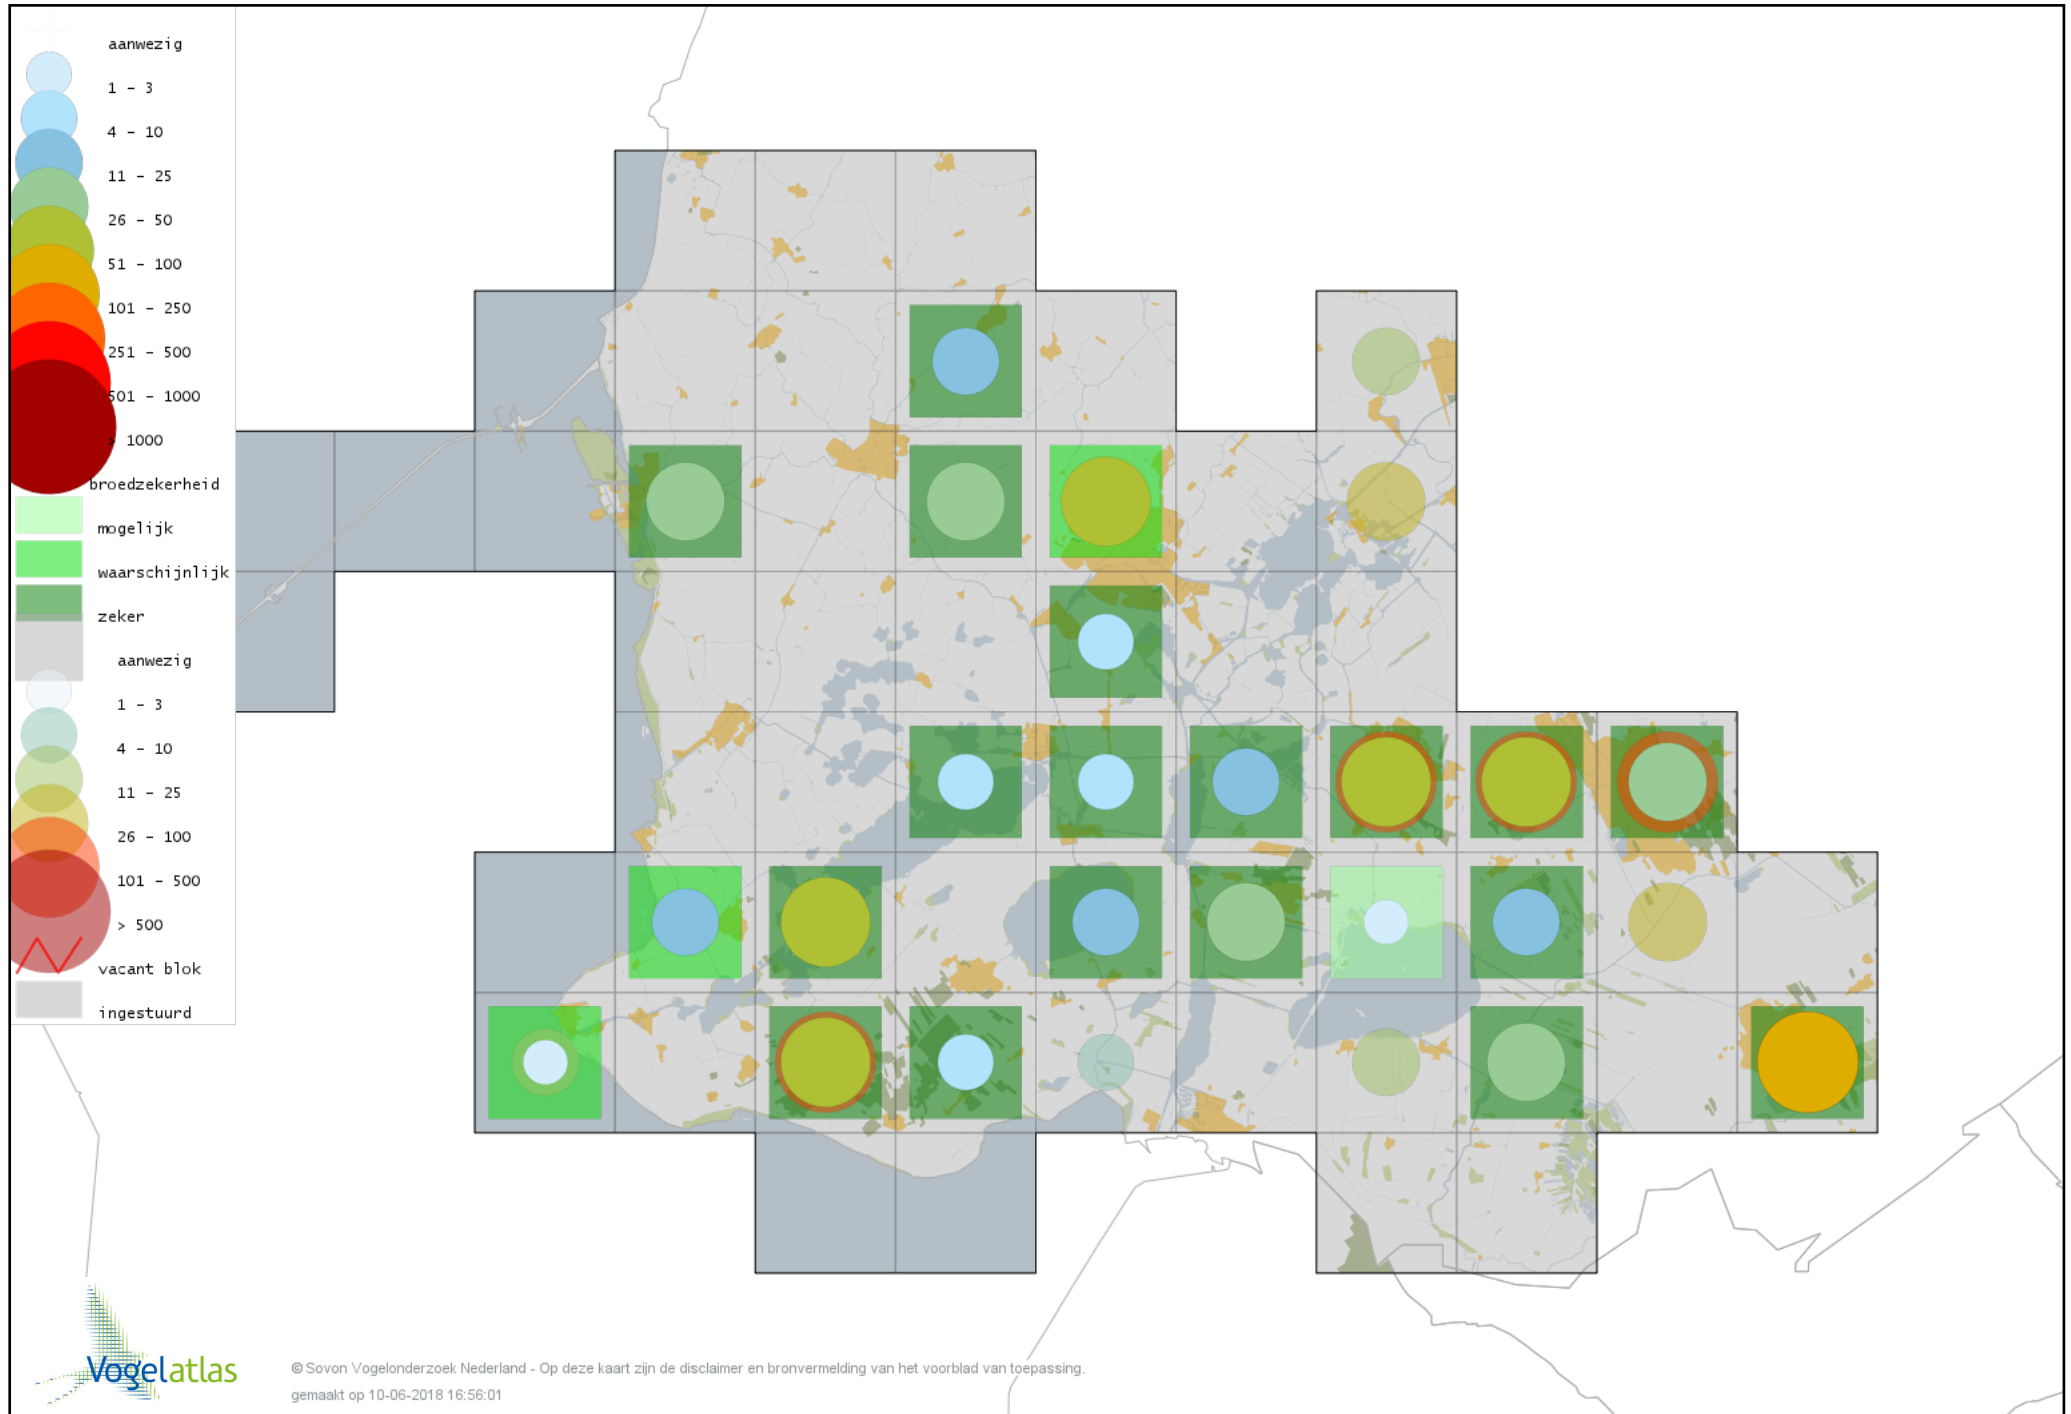 aanwezig
1 - 3
4 - 10
11 - 25
26 - 50
51 - 100
101 - 250
251 - 500
501 - 1000
> 1000
broedzekerheid
mogelijk
waarschijnlijk
zeker
aanwezig
1 - 3
4 - 10
11 - 25
26 - 100
101 - 500
> 500
vacant blok
ingestuurd
Vogelatlas
© Sovon Vogelonderzoek Nederland - Op deze kaart zijn de disclaimer en bronvermelding van het voorblad van toepassing.
gemaakt op 10-06-2018 16:56:01